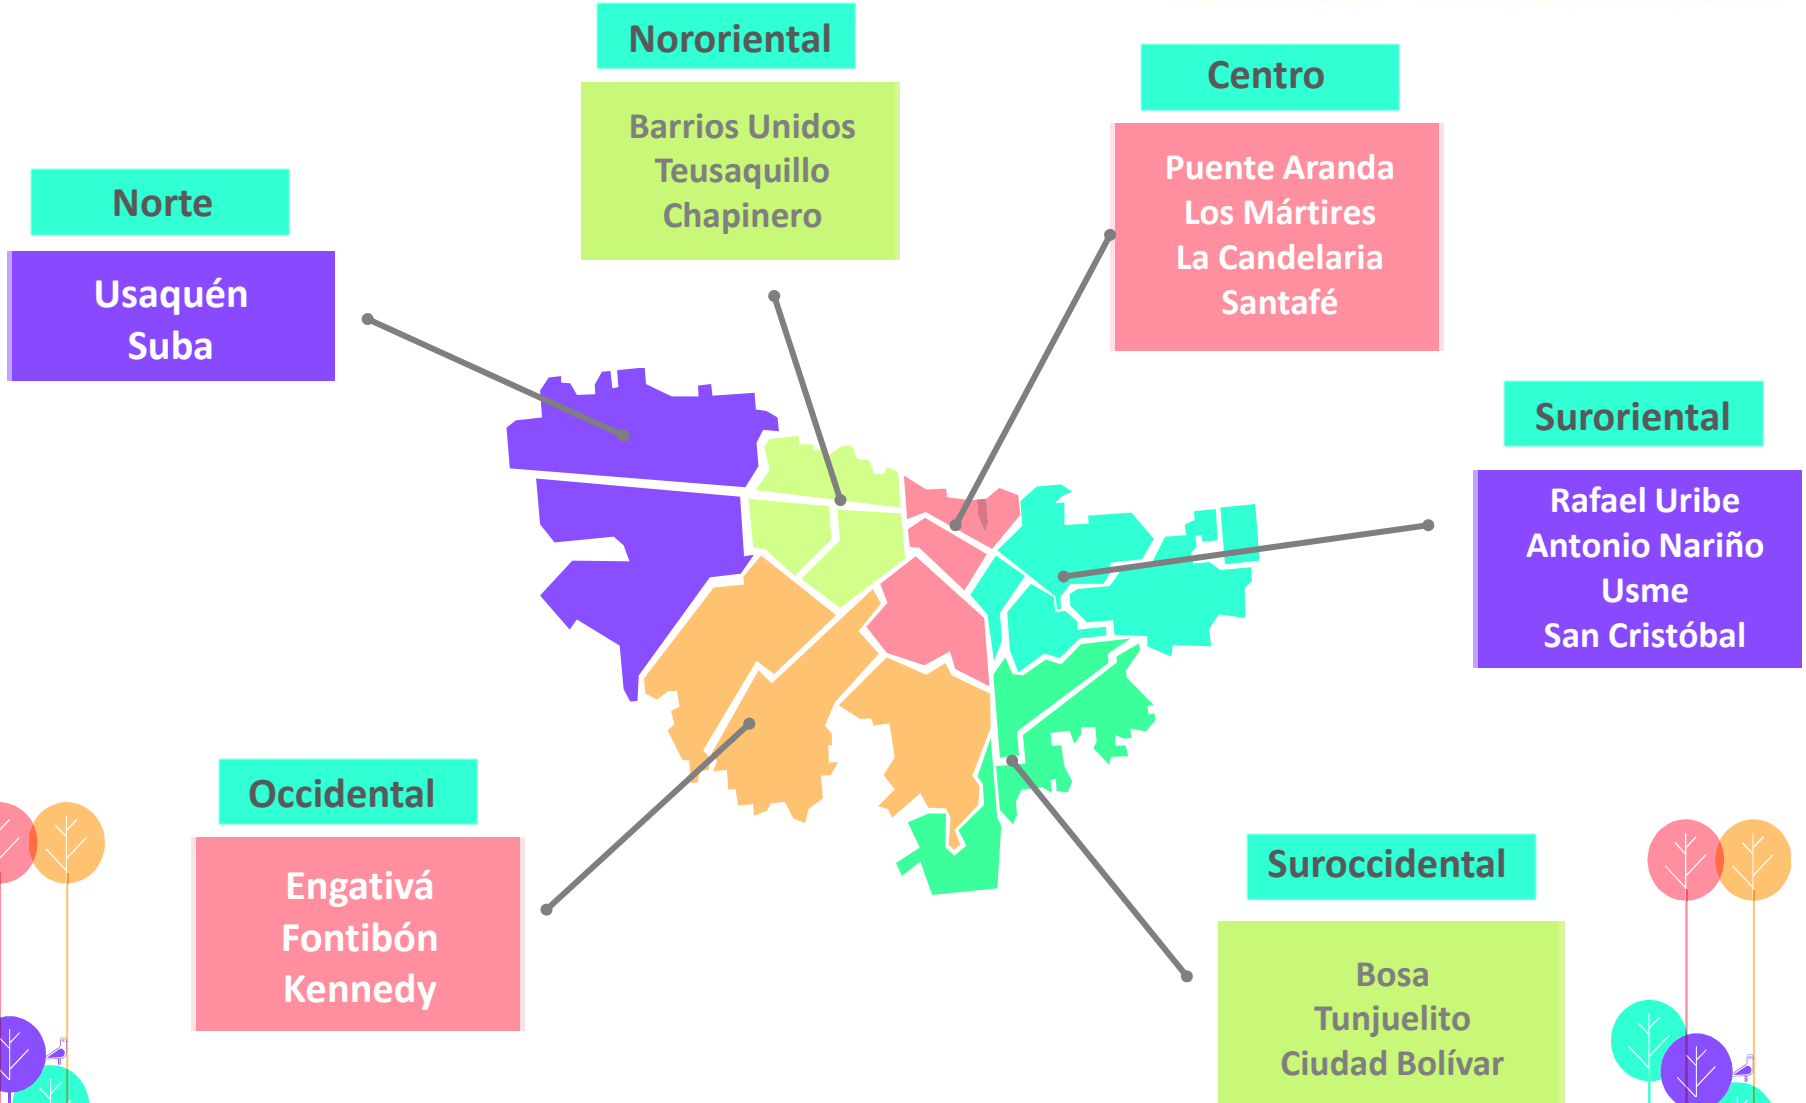 Nororiental
Barrios Unidos
Teusaquillo
Chapinero
Centro
Puente Aranda
Los Mártires
La Candelaria
Santafé
Norte
Usaquén
Suba
Suroriental
Rafael Uribe
Antonio Nariño
Usme
San Cristóbal
Occidental
Engativá
Fontibón
Kennedy
Suroccidental
Bosa
Tunjuelito
Ciudad Bolívar